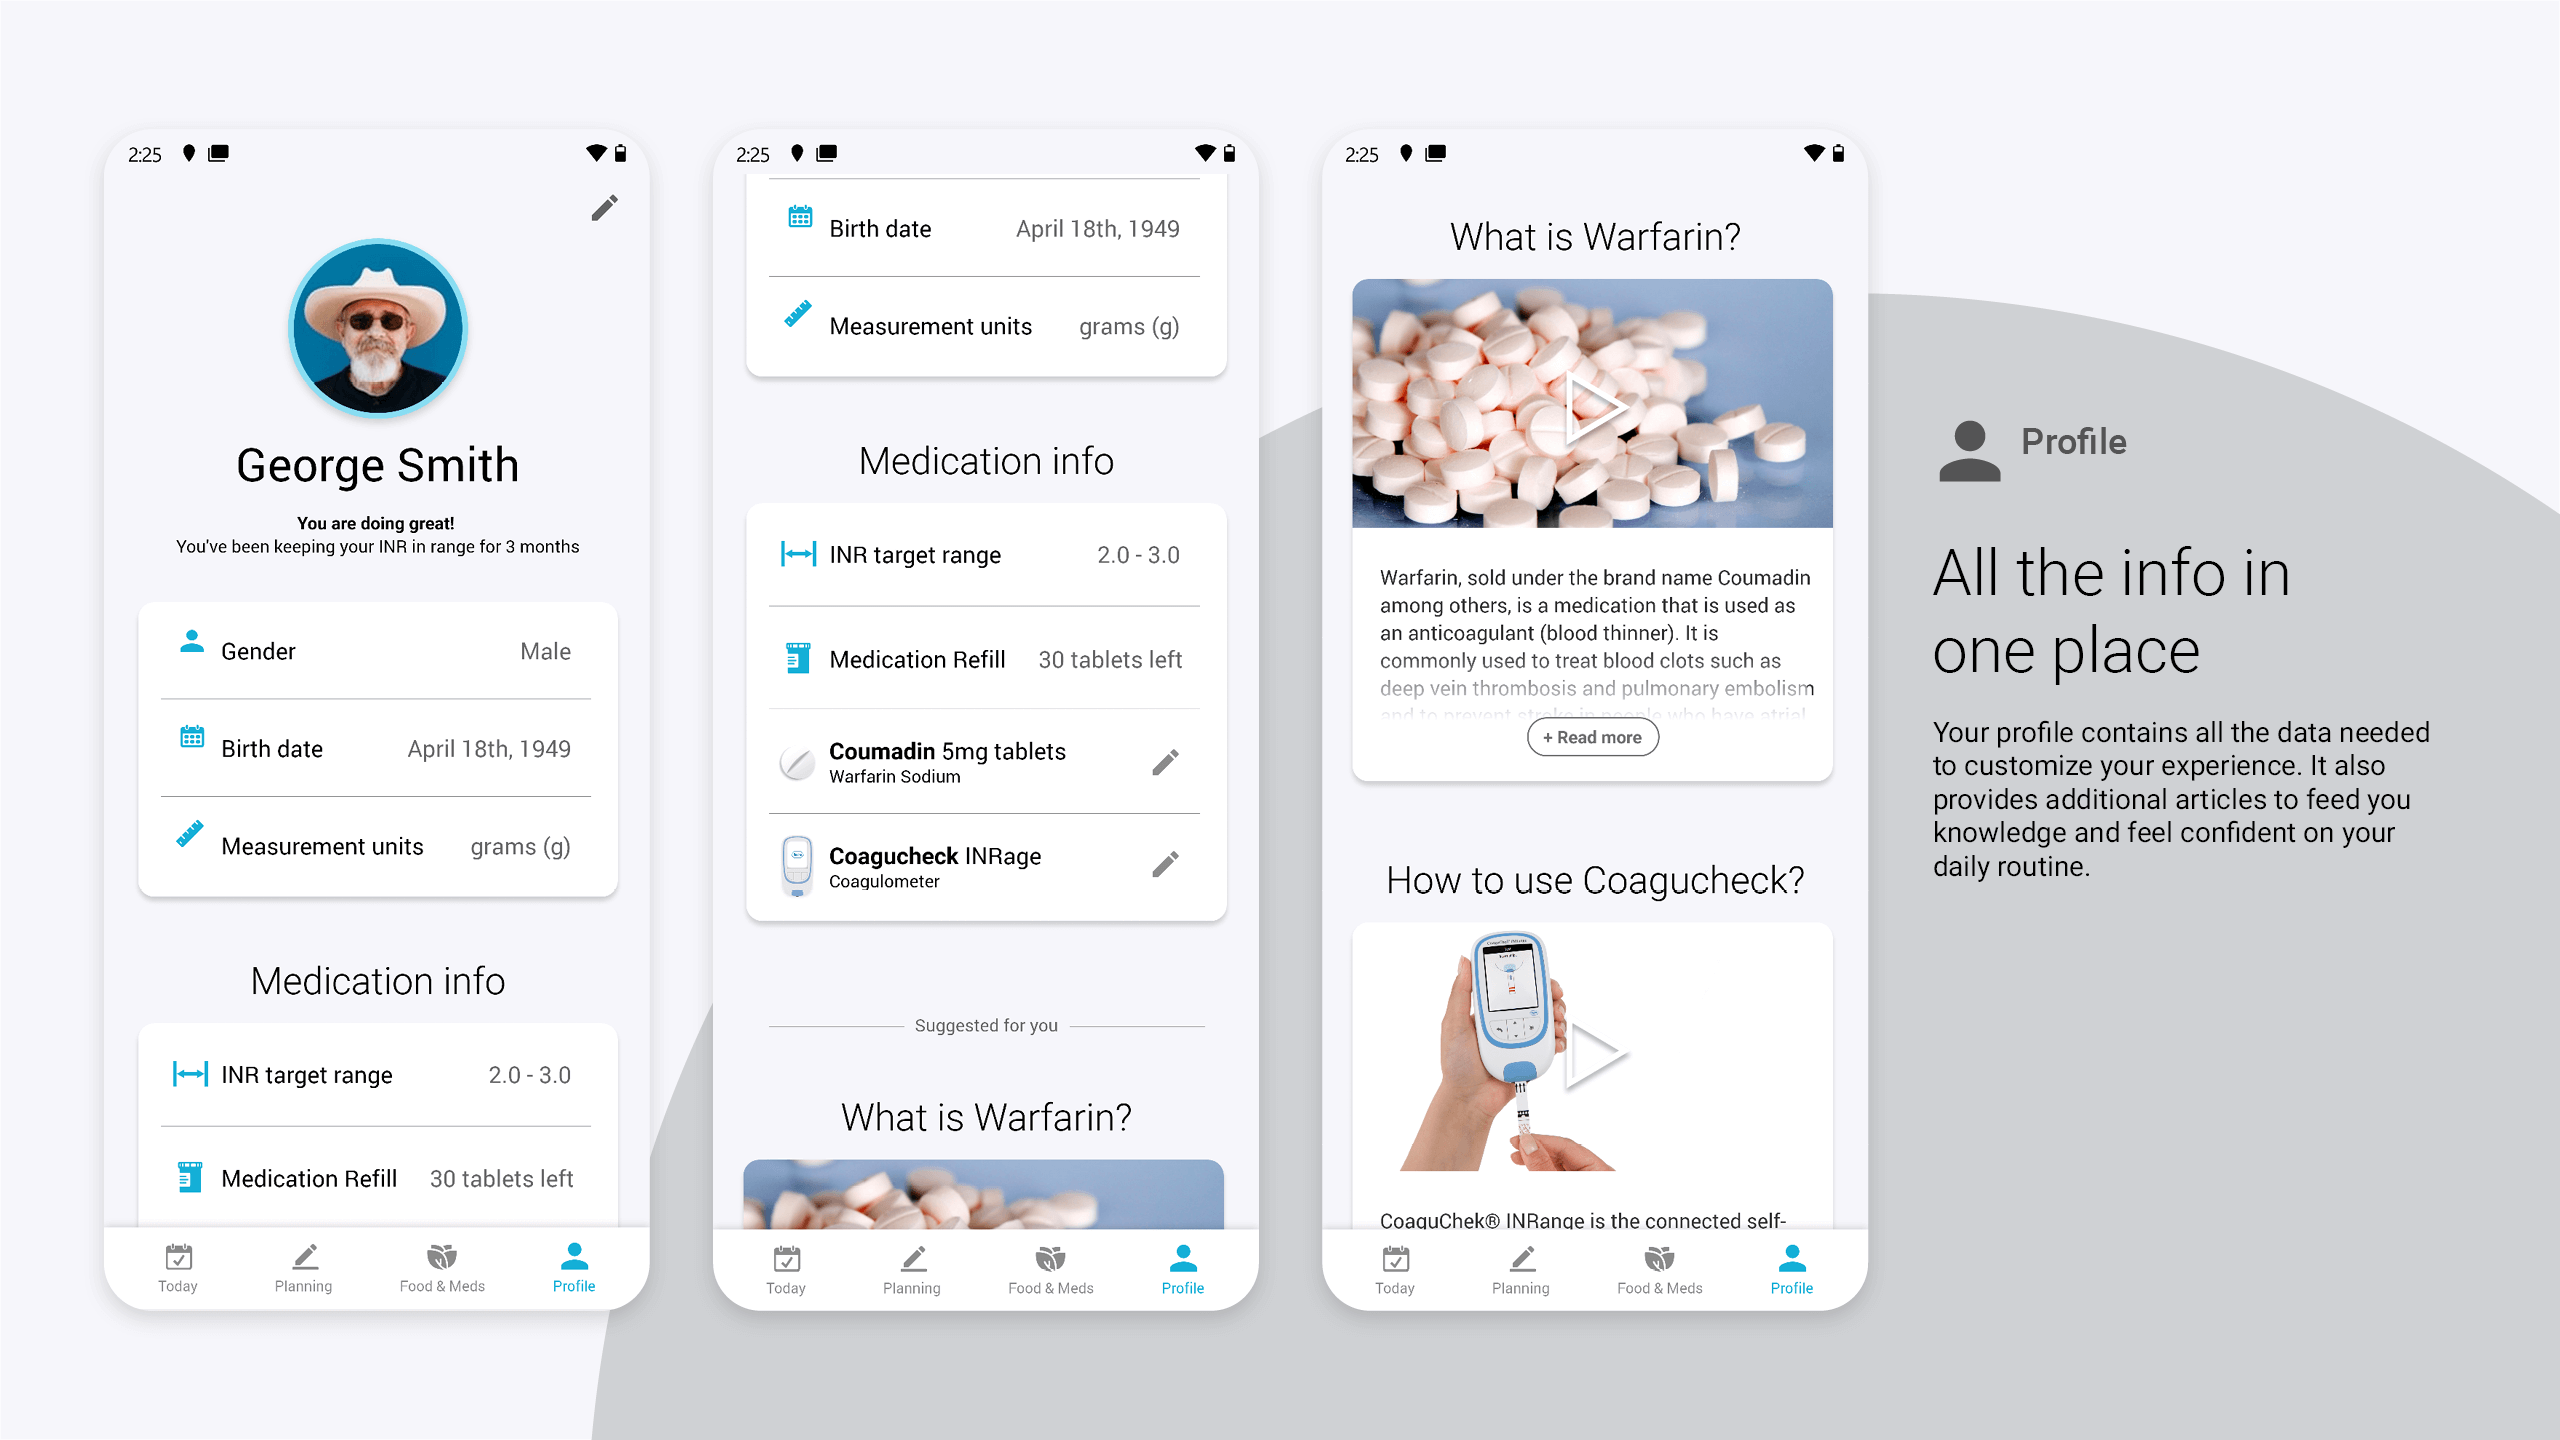 2:25
George Smith
You are doing great!
You've been keeping your INR in range for 3 months
Gender Male
Birth date April 18th, 1949
Measurement units grams (g)
Medication info
INR target range 2.0 - 3.0
Medication Refill 30 tablets left
Today Planning Food & Meds Profile
2:25
Birth date April 18th, 1949
Measurement units grams (g)
Medication info
INR target range 2.0 - 3.0
Medication Refill 30 tablets left
Coumadin 5mg tablets
Warfarin Sodium
Coagucheck INRage
Coagulometer
Suggested for you
What is Warfarin?
Today Planning Food & Meds Profile
2:25
What is Warfarin?
Warfarin, sold under the brand name Coumadin
among others, is a medication that is used as
an anticoagulant (blood thinner). It is
commonly used to treat blood clots such as
deep vein thrombosis and pulmonary embolism
and to prevent stroke in people who have atrial
+ Read more
How to use Coagucheck?
CoaguChek® INRange is the connected self-
Today Planning Food & Meds Profile
Profile
All the info in
one place
Your profile contains all the data needed
to customize your experience. It also
provides additional articles to feed you
knowledge and feel confident on your
daily routine.